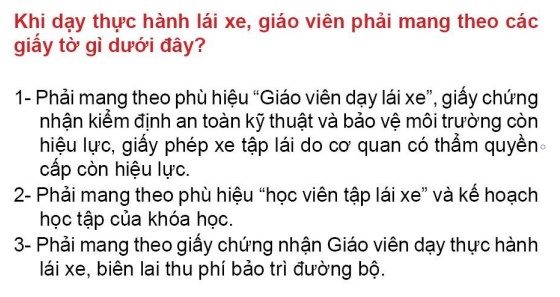 Khi dạy thực hành lái xe, giáo viên phải mang theo các
giấy tờ gì dưới đây?
1- Phải mang theo phù hiệu “Giáo viên dạy lái xe”, giấy chứng
nhận kiểm định an toàn kỹ thuật và bảo vệ môi trường còn
hiệu lực, giấy phép xe tập lái do cơ quan có thẩm quyền
cấp còn hiệu lực.
2- Phải mang theo phù hiệu “học viên tập lái xe” và kế hoạch
học tập của khóa học.
3- Phải mang theo giấy chứng nhận Giáo viên dạy thực hành
lái xe, biên lai thu phí bảo trì đường bộ.